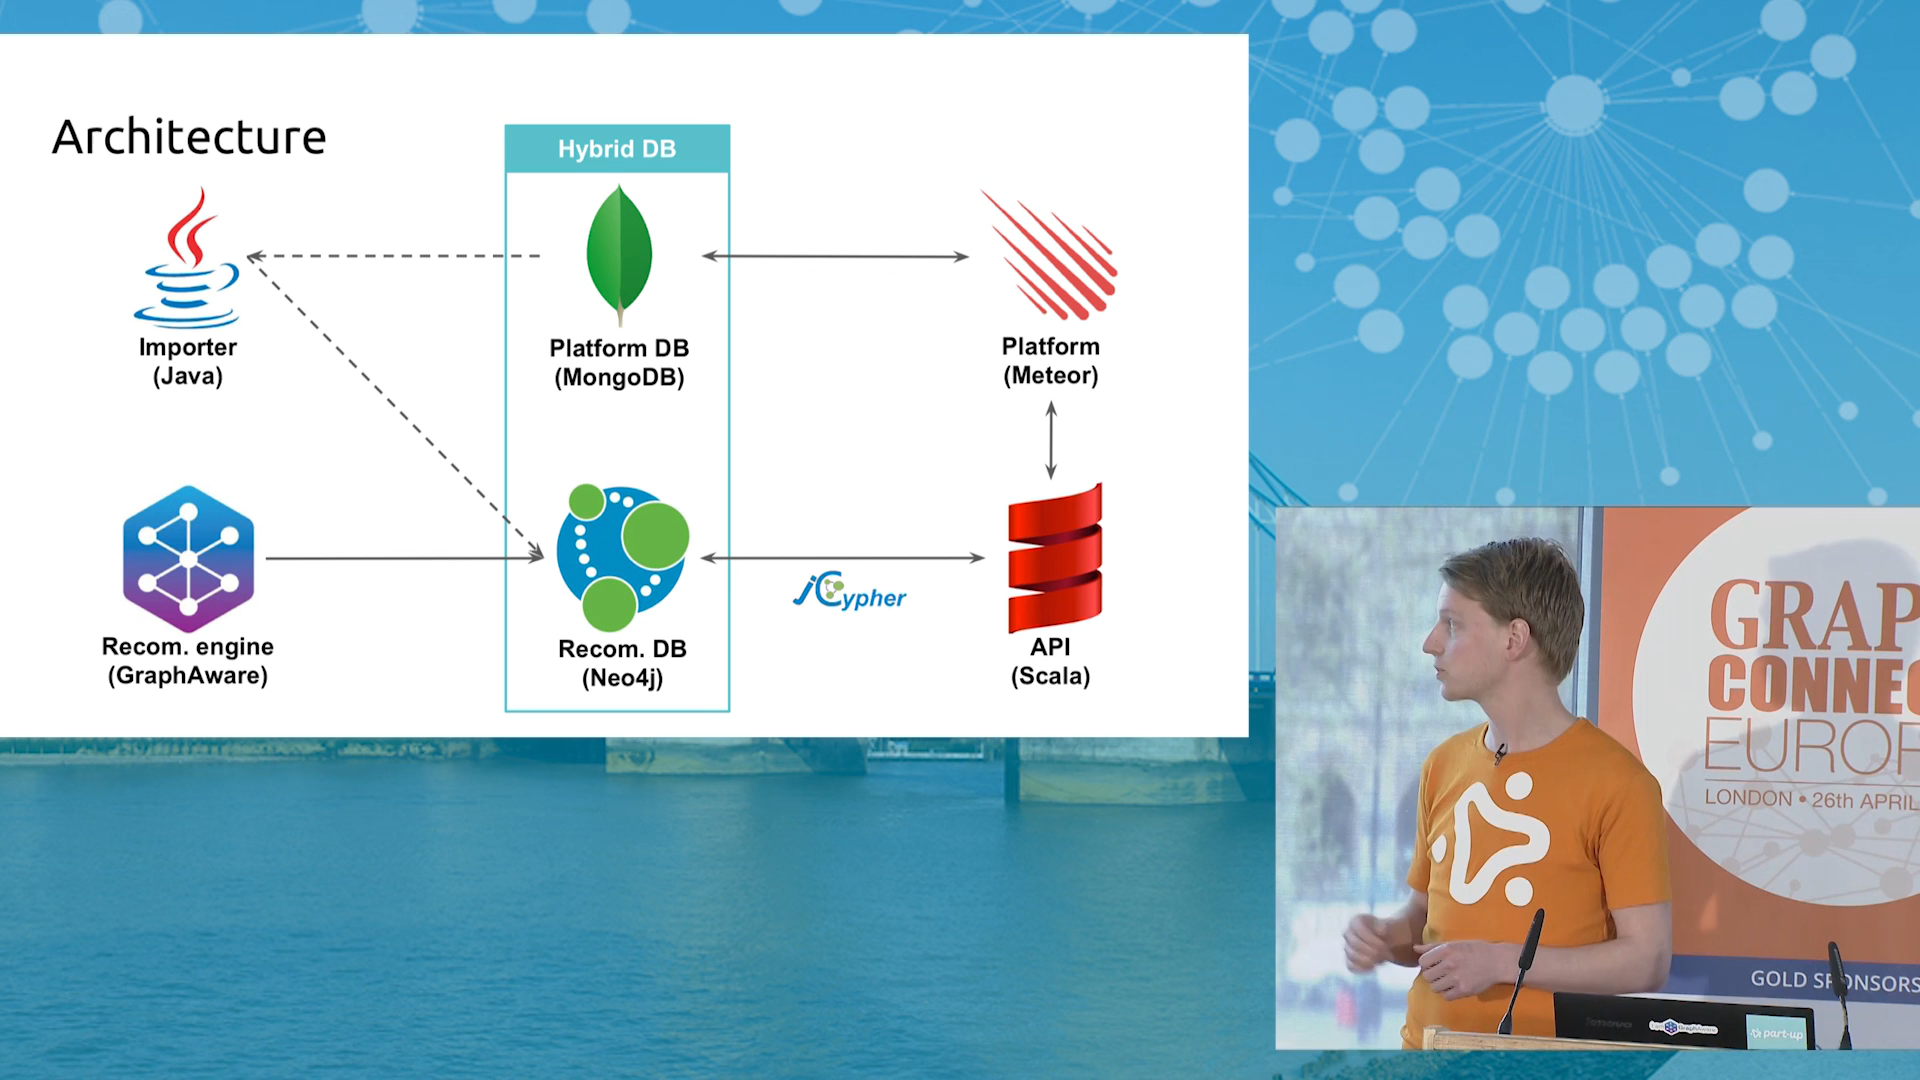 Architecture
Hybrid DB
Importer
(Java)
Platform DB
(MongoDB)
Platform
(Meteor)
Recom. engine
(GraphAware)
Recom. DB
(Neo4j)
jCypher
API
(Scala)
GRAP
CONNEC
EUROP
LONDON • 26th APRIL
GOLD SPONSORS
GraphAware
part-up